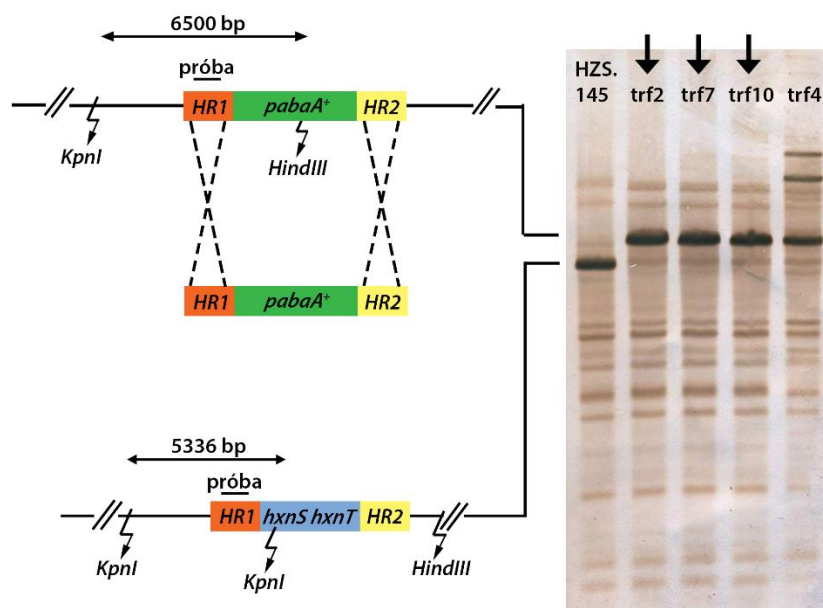 6500 bp
próba
HR1 pabaA⁺ HR2
KpnI
HindIII
HR1 pabaA⁺ HR2
5336 bp
próba
HR1 hxnS hxnT HR2
KpnI
KpnI
HindIII
HZS.
145 trf2 trf7 trf10 trf4